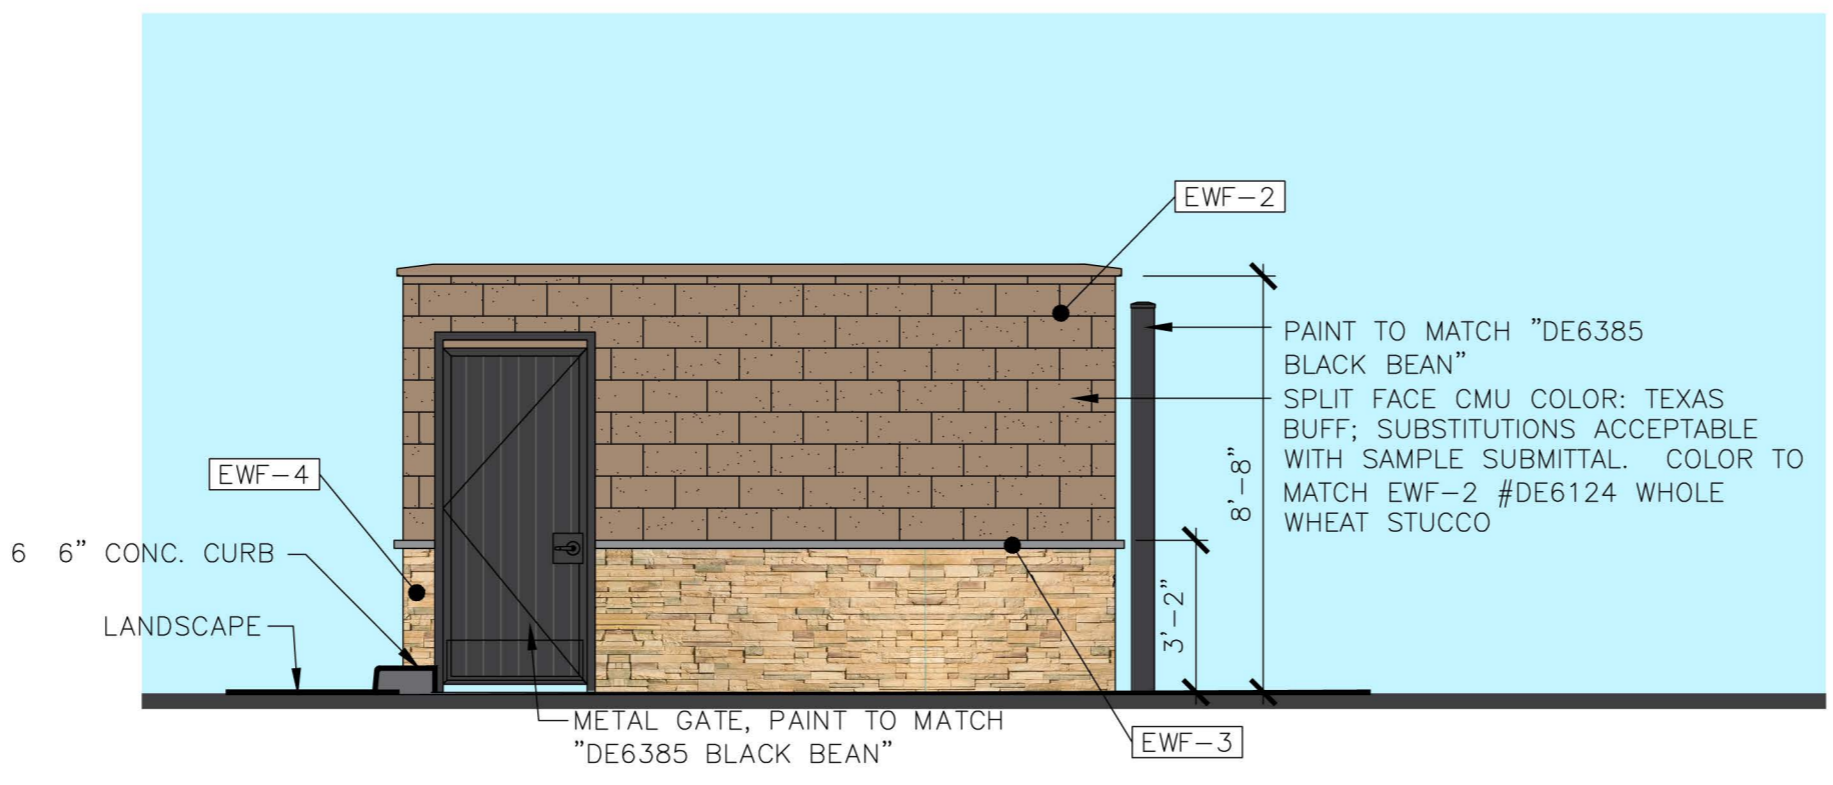 EWF-2
PAINT TO MATCH "DE6385
BLACK BEAN"
SPLIT FACE CMU COLOR: TEXAS
BUFF; SUBSTITUTIONS ACCEPTABLE
WITH SAMPLE SUBMITTAL. COLOR TO
MATCH EWF-2 #DE6124 WHOLE
WHEAT STUCCO
8'-8"
3'-2"
EWF-4
6 6" CONC. CURB
LANDSCAPE
METAL GATE, PAINT TO MATCH
"DE6385 BLACK BEAN"
EWF-3